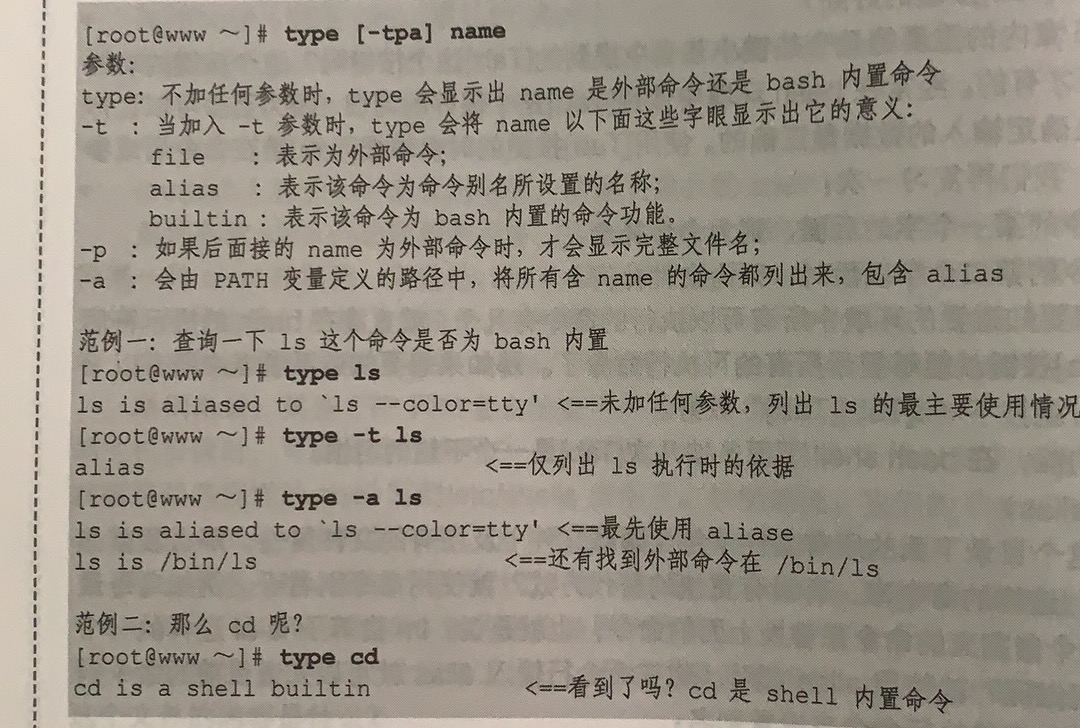 [root@www ~]# type [-tpa] name
参数：
type: 不加任何参数时，type 会显示出 name 是外部命令还是 bash 内置命令
-t  : 当加入 -t 参数时，type 会将 name 以下面这些字眼显示出它的意义：
file    : 表示为外部命令；
alias   : 表示该命令为命令别名所设置的名称；
builtin : 表示该命令为 bash 内置的命令功能。
-p  : 如果后面接的 name 为外部命令时，才会显示完整文件名；
-a  : 会由 PATH 变量定义的路径中，将所有含 name 的命令都列出来，包含 alias
范例一：查询一下 ls 这个命令是否为 bash 内置
[root@www ~]# type ls
ls is aliased to `ls --color=tty' <==未加任何参数，列出 ls 的最主要使用情况
[root@www ~]# type -t ls
alias                             <==仅列出 ls 执行时的依据
[root@www ~]# type -a ls
ls is aliased to `ls --color=tty' <==最先使用 aliase
ls is /bin/ls                     <==还有找到外部命令在 /bin/ls
范例二：那么 cd 呢？
[root@www ~]# type cd
cd is a shell builtin             <==看到了吗？cd 是 shell 内置命令